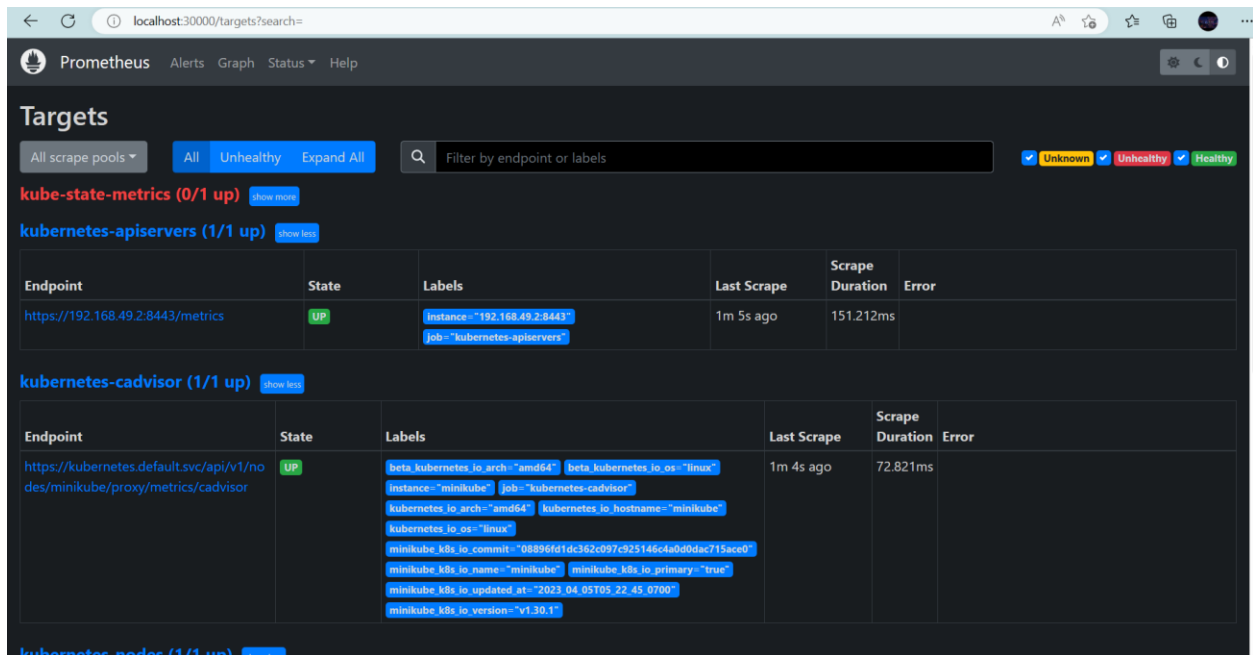 localhost:30000/targets?search=
Prometheus Alerts Graph Status Help
Targets
All scrape pools All Unhealthy Expand All Filter by endpoint or labels Unknown Unhealthy Healthy
kube-state-metrics (0/1 up) show more
kubernetes-apiservers (1/1 up) show less
Endpoint State Labels Last Scrape Scrape Duration Error
https://192.168.49.2:8443/metrics UP instance="192.168.49.2:8443" 1m 5s ago 151.212ms
job="kubernetes-apiservers"
kubernetes-cadvisor (1/1 up) show less
Endpoint State Labels Last Scrape Scrape Duration Error
https://kubernetes.default.svc/api/v1/no UP beta_kubernetes_io_arch="amd64" beta_kubernetes_io_os="linux" 1m 4s ago 72.821ms
des/minikube/proxy/metrics/cadvisor instance="minikube" job="kubernetes-cadvisor"
kubernetes_io_arch="amd64" kubernetes_io_hostname="minikube"
kubernetes_io_os="linux"
minikube_k8s_io_commit="08896fd1dc362c097c925146c4a0d0dac715ace0"
minikube_k8s_io_name="minikube" minikube_k8s_io_primary="true"
minikube_k8s_io_updated_at="2023_04_05T05_22_45_0700"
minikube_k8s_io_version="v1.30.1"
kubernetes-nodes (1/1 up)